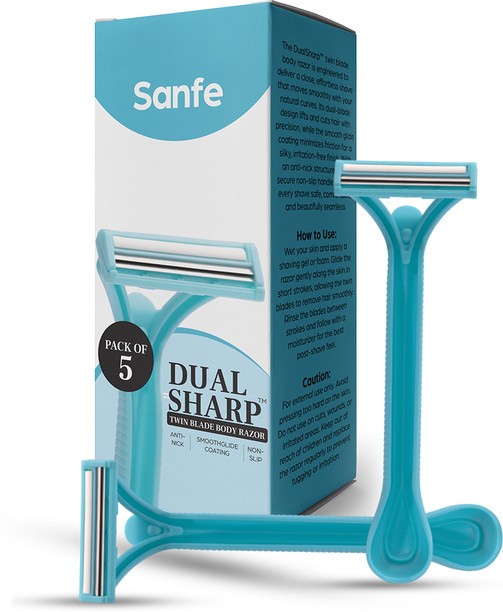 Sanfe
PACK OF
5
DUAL
SHARP™
TWIN BLADE BODY RAZOR
ANTI-
NICK
SMOOTHGLIDE
COATING
NON-
SLIP
The DualSharp™ twin blade
body razor is engineered to
deliver a close, effortless shave
that moves smoothly with your
natural curves. Its dual-blade
design lifts and cuts hair with
precision, while the smooth glide
coating minimizes friction for a
silky, irritation-free finish.
an anti-nick structure
secure non-slip handle
every shave safe,
and beautifully seamless.
How to Use:
Wet your skin and apply a
shaving gel or foam. Glide the
razor gently along the skin in
short strokes, allowing the twin
blades to remove hair smoothly.
Rinse the blades between
strokes and follow with a
moisturizer for the best
post-shave feel.
Caution:
For external use only. Avoid
pressing too hard on the skin.
Do not use on cuts, wounds, or
irritated areas. Keep out of
reach of children and replace
the razor regularly to prevent
tugging or irritation.